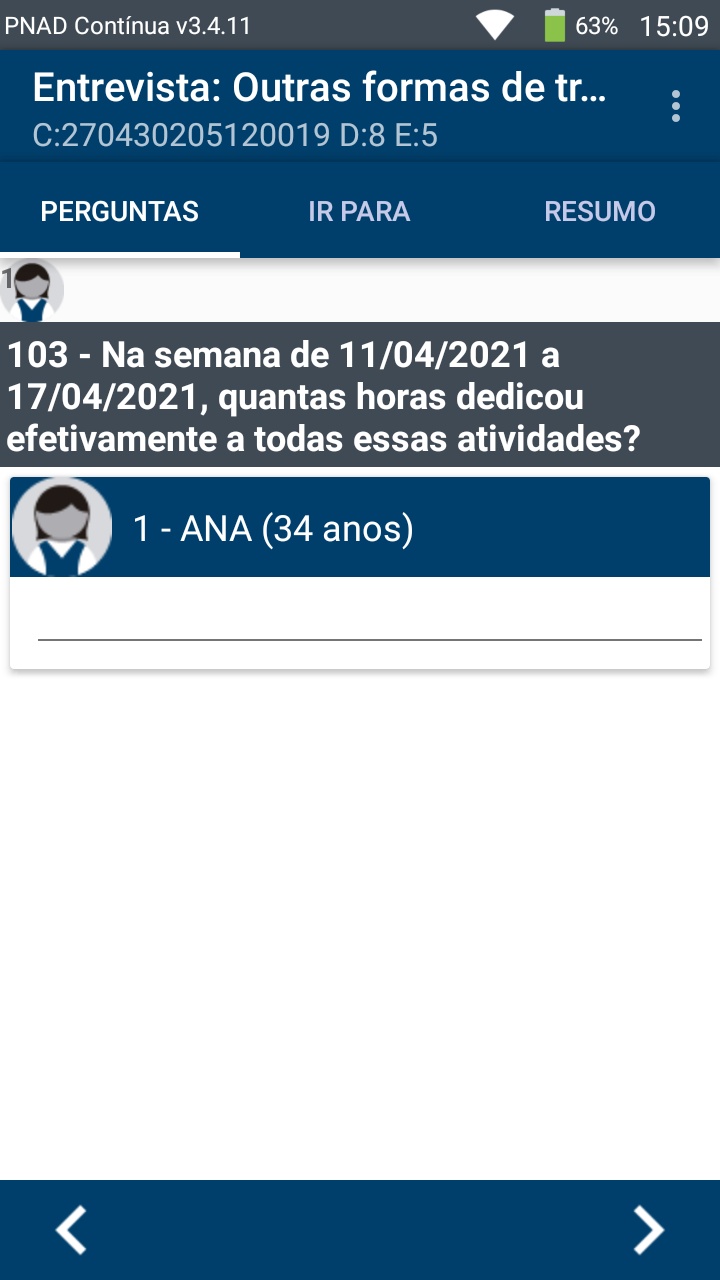 PNAD Contínua v3.4.11 63% 15:09
Entrevista: Outras formas de tr...
C:270430205120019 D:8 E:5
PERGUNTAS IR PARA RESUMO
1
103 - Na semana de 11/04/2021 a
17/04/2021, quantas horas dedicou
efetivamente a todas essas atividades?
1 - ANA (34 anos)